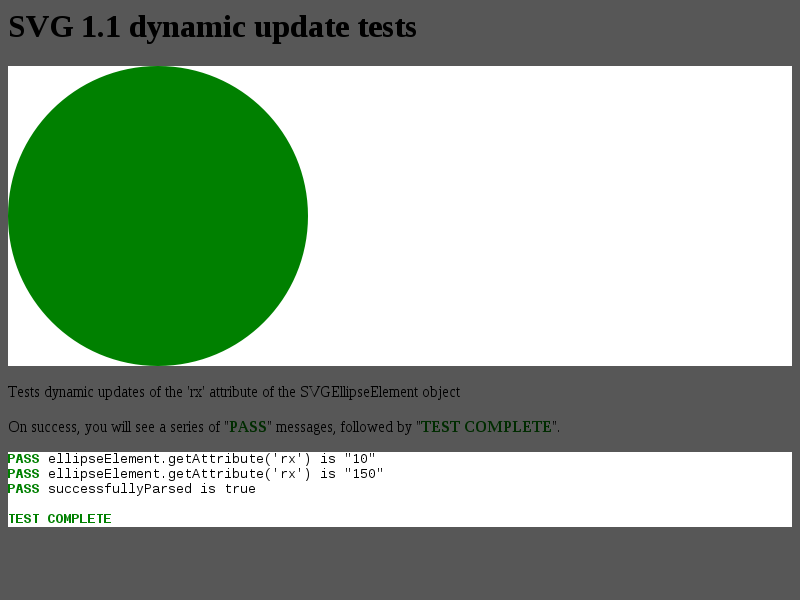 SVG 1.1 dynamic update tests
Tests dynamic updates of the 'rx' attribute of the SVGEllipseElement object
On success, you will see a series of "PASS" messages, followed by "TEST COMPLETE".
PASS ellipseElement.getAttribute('rx') is "10"
PASS ellipseElement.getAttribute('rx') is "150"
PASS successfullyParsed is true
TEST COMPLETE